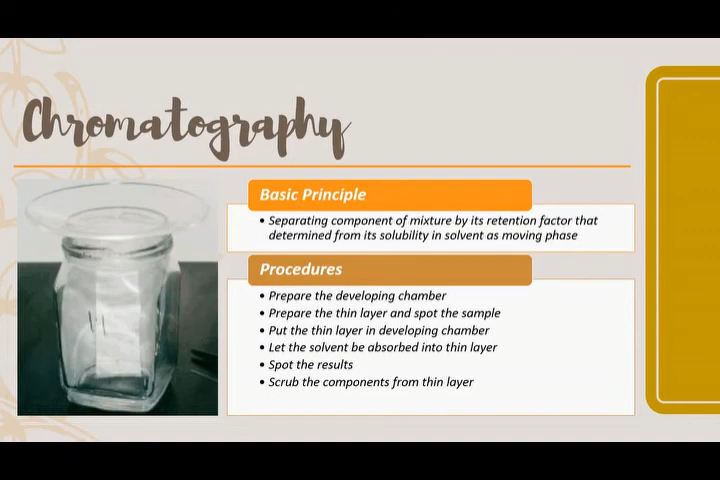 Chromatography
Basic Principle
• Separating component of mixture by its retention factor that
determined from its solubility in solvent as moving phase
Procedures
• Prepare the developing chamber
• Prepare the thin layer and spot the sample
• Put the thin layer in developing chamber
• Let the solvent be absorbed into thin layer
• Spot the results
• Scrub the components from thin layer